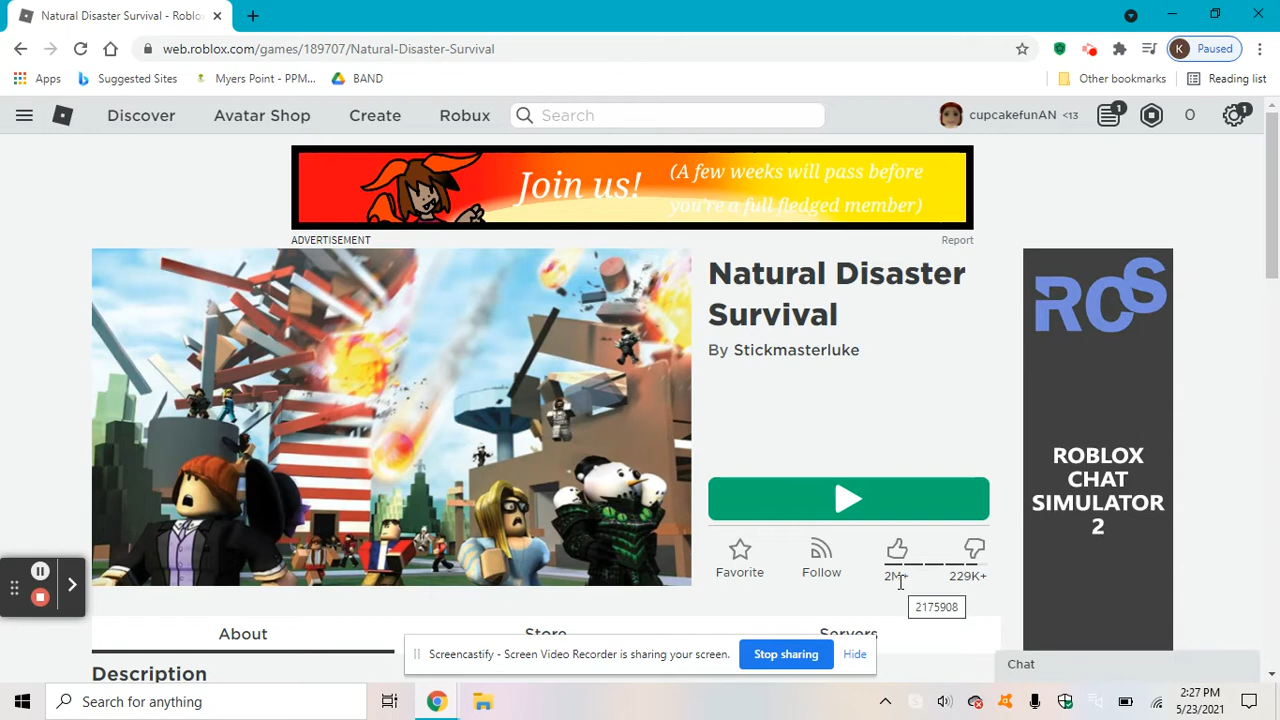 Natural Disaster Survival - Roblo
web.roblox.com/games/189707/Natural-Disaster-Survival
K Paused
Apps Suggested Sites Myers Point - PPM... BAND Other bookmarks Reading list
Discover Avatar Shop Create Robux Search cupcakefunAN <13 1 0 1
Join us! (A few weeks will pass before
you're a full fledged member)
ADVERTISEMENT Report
Natural Disaster
Survival
By Stickmasterluke
Favorite Follow 2M+ 229K+
2175908
ROS
ROBLOX
CHAT
SIMULATOR
2
About Store Servers
Screencastify - Screen Video Recorder is sharing your screen. Stop sharing Hide
Chat
Description
Search for anything
2:27 PM
5/23/2021